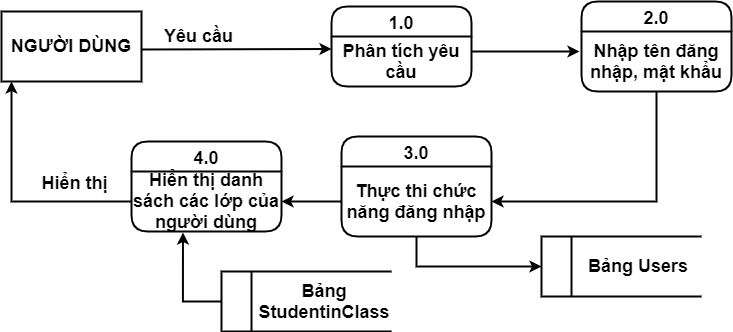 NGƯỜI DÙNG
Yêu cầu
1.0
Phân tích yêu
cầu
2.0
Nhập tên đăng
nhập, mật khẩu
4.0
Hiển thị danh
sách các lớp của
người dùng
3.0
Thực thi chức
năng đăng nhập
Hiển thị
Bảng Users
Bảng
StudentinClass